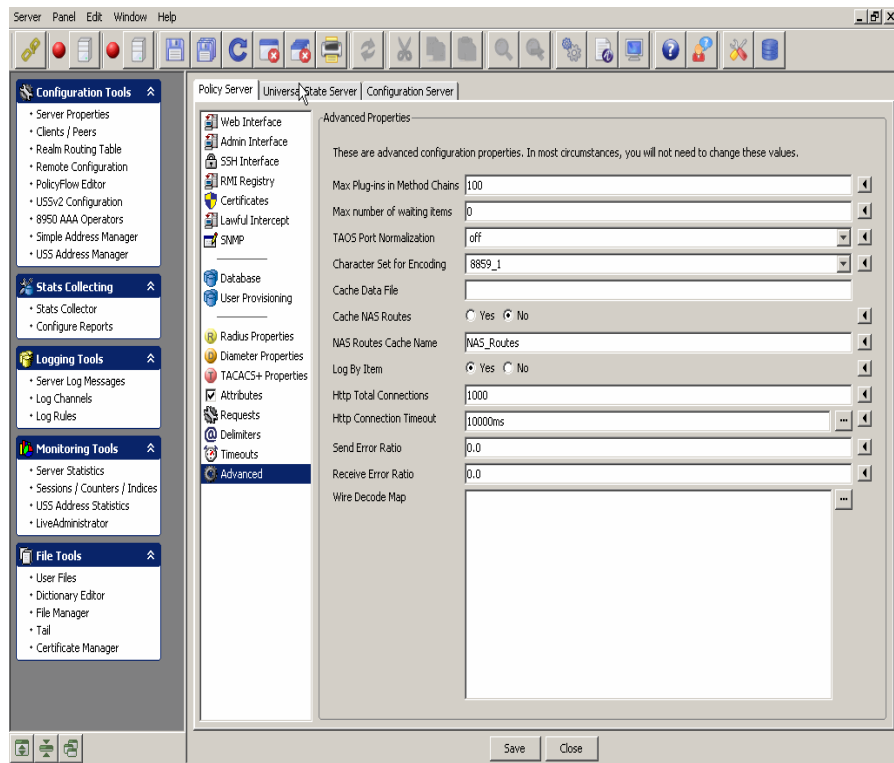 Server Panel Edit Window Help
Configuration Tools
Server Properties
Clients / Peers
Realm Routing Table
Remote Configuration
PolicyFlow Editor
USSv2 Configuration
8950 AAA Operators
Simple Address Manager
USS Address Manager
Stats Collecting
Stats Collector
Configure Reports
Logging Tools
Server Log Messages
Log Channels
Log Rules
Monitoring Tools
Server Statistics
Sessions / Counters / Indices
USS Address Statistics
LiveAdministrator
File Tools
User Files
Dictionary Editor
File Manager
Tail
Certificate Manager
Policy Server Universal State Server Configuration Server
Web Interface
Admin Interface
SSH Interface
RMI Registry
Certificates
Lawful Intercept
SNMP
Database
User Provisioning
Radius Properties
Diameter Properties
TACACS+ Properties
Attributes
Requests
Delimiters
Timeouts
Advanced
Advanced Properties
These are advanced configuration properties. In most circumstances, you will not need to change these values.
Max Plug-ins in Method Chains 100
Max number of waiting items 0
TAOS Port Normalization off
Character Set for Encoding 8859_1
Cache Data File
Cache NAS Routes Yes No
NAS Routes Cache Name NAS_Routes
Log By Item Yes No
Http Total Connections 1000
Http Connection Timeout 10000ms ...
Send Error Ratio 0.0
Receive Error Ratio 0.0
Wire Decode Map ...
Save Close